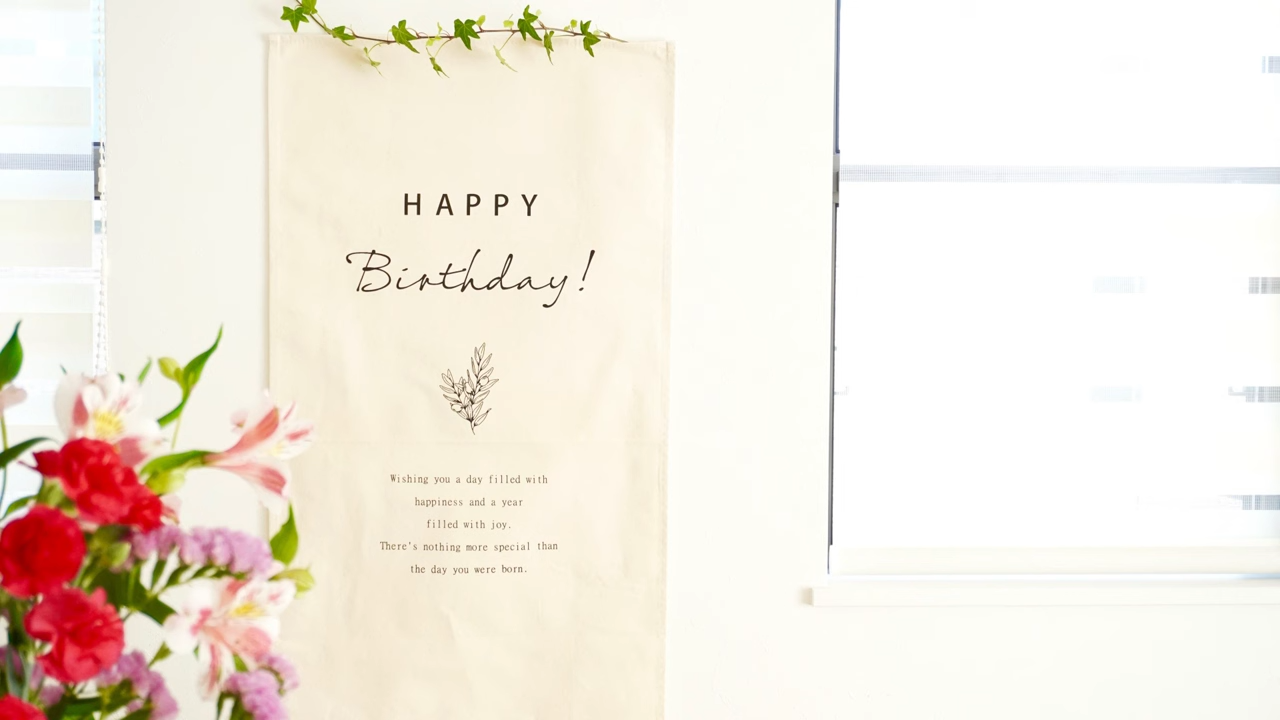 HAPPY
Birthday!
Wishing you a day filled with
happiness and a year
filled with joy.
There's nothing more special than
the day you were born.